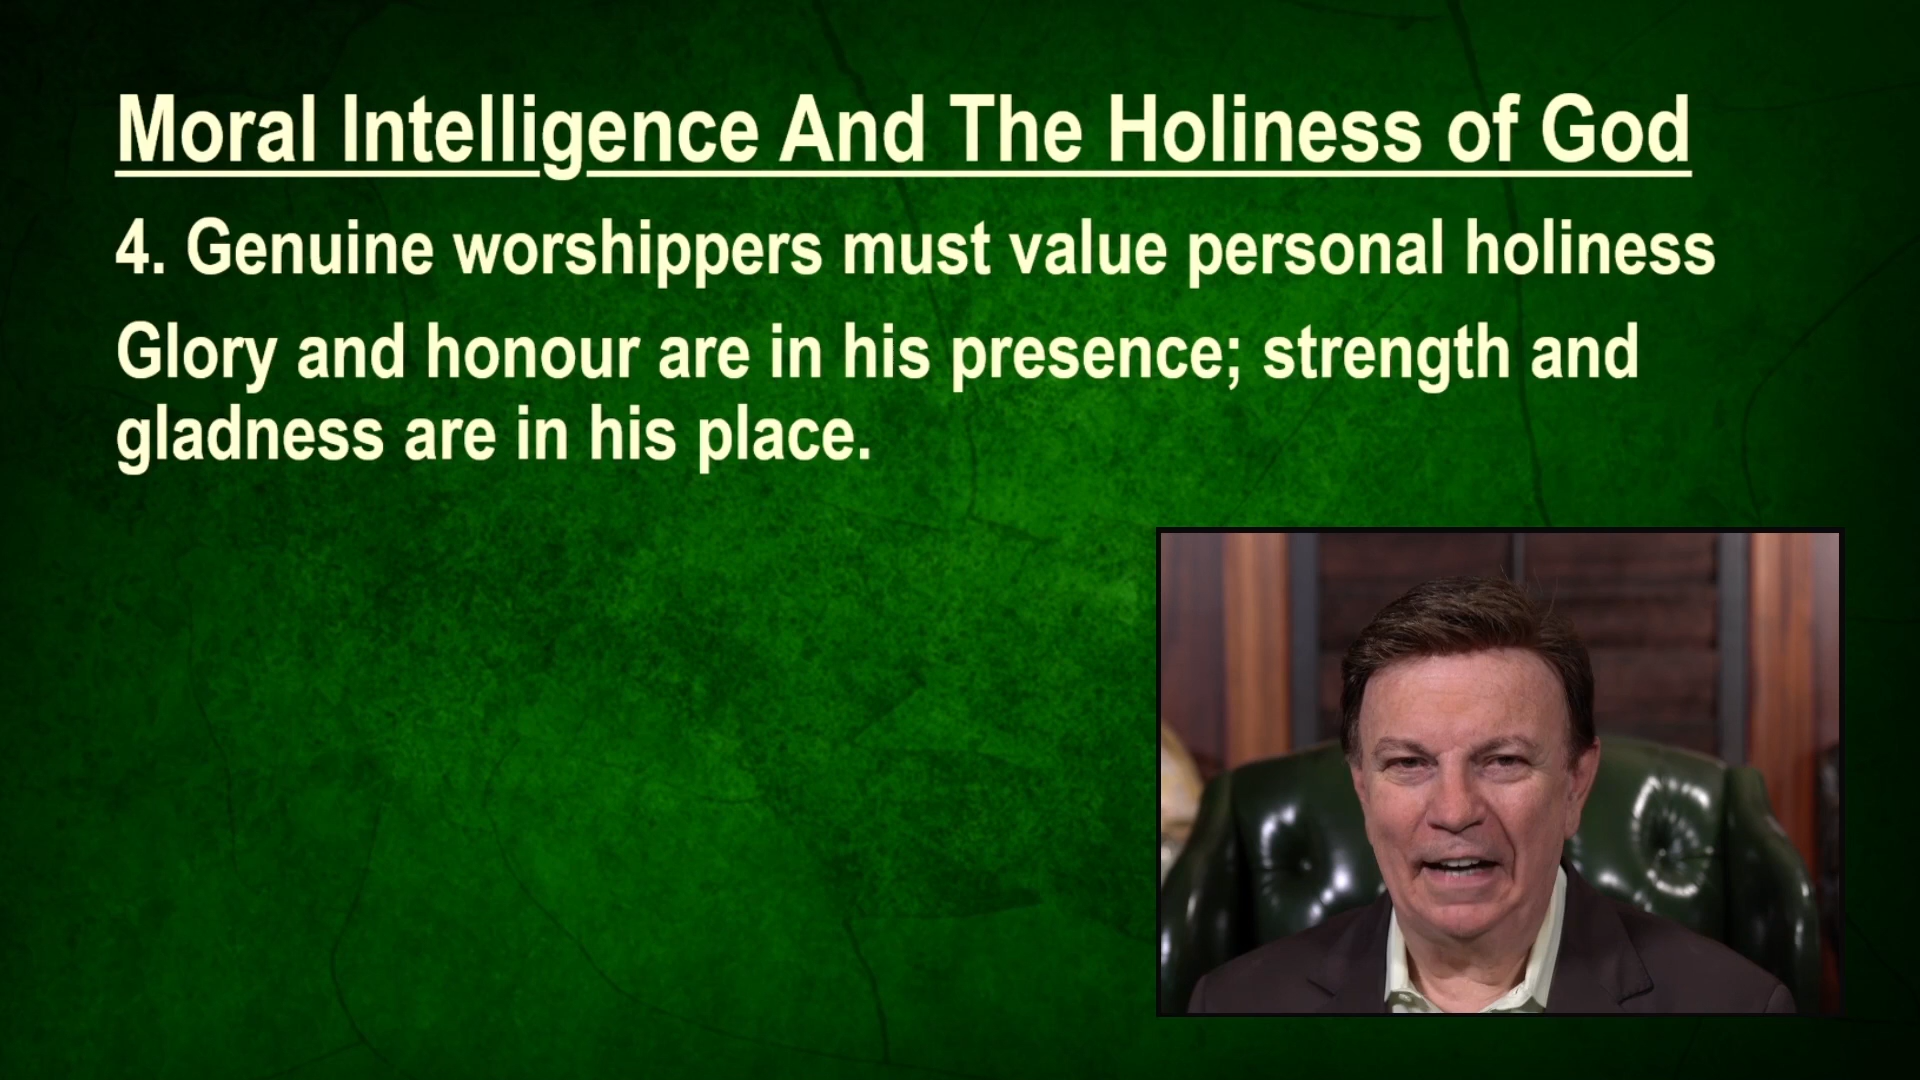 Moral Intelligence And The Holiness of God
4. Genuine worshippers must value personal holiness
Glory and honour are in his presence; strength and
gladness are in his place.